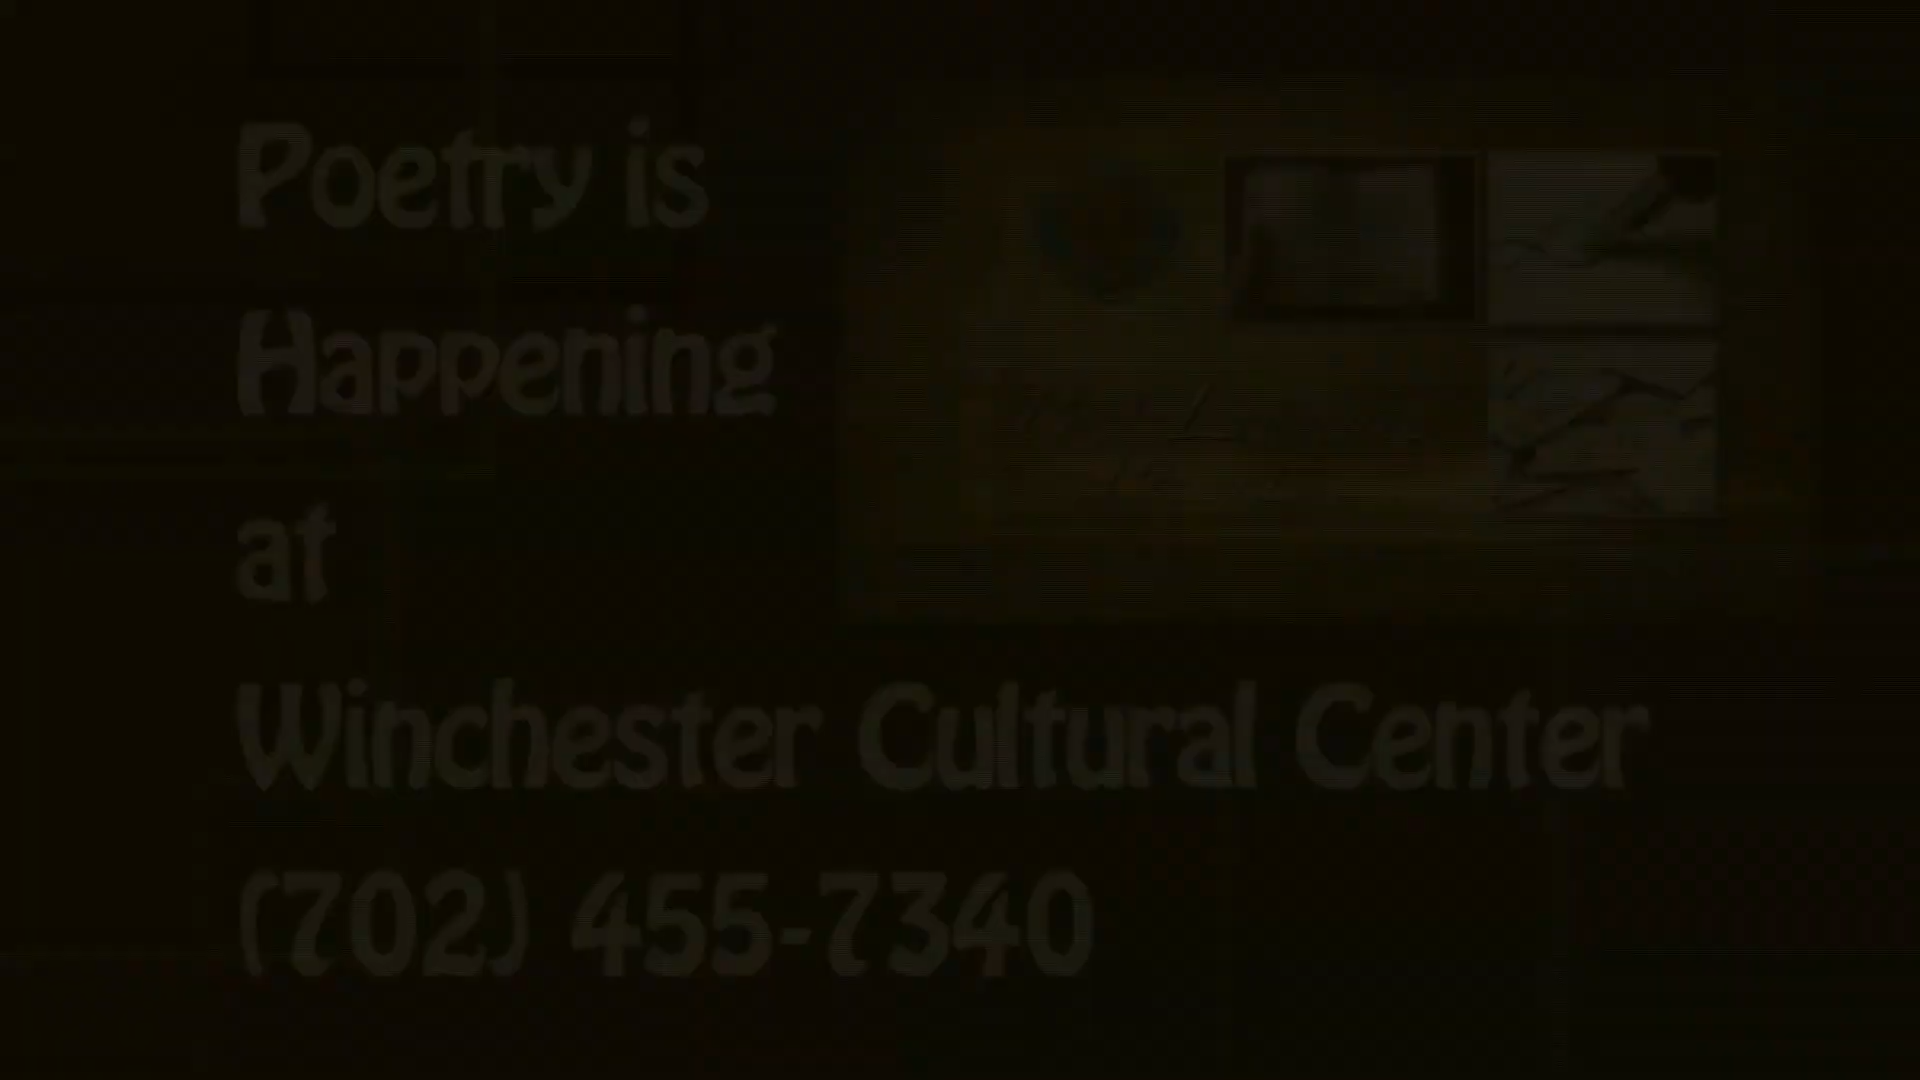 Poetry is
Happening
at
Winchester Cultural Center
(702) 455-7340